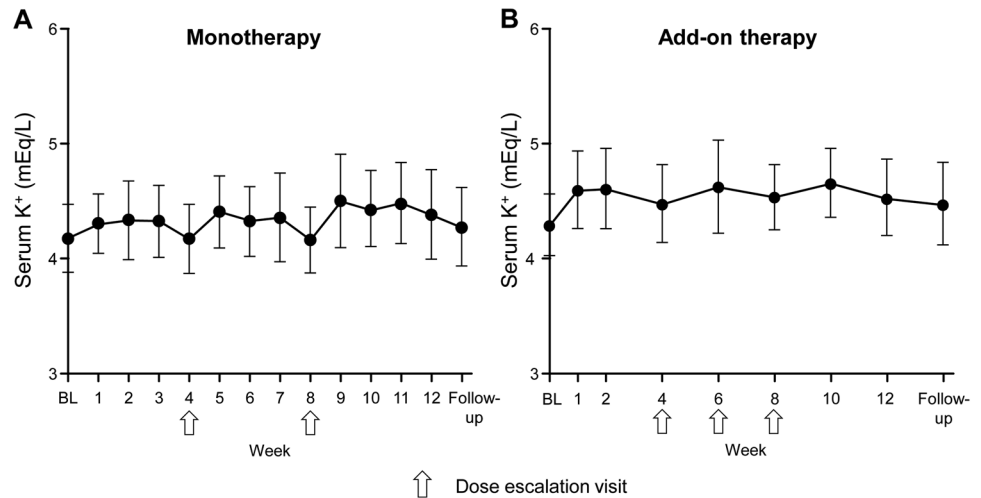 A
Monotherapy
Serum K⁺ (mEq/L)
6
5
4
3
BL 1 2 3 4 5 6 7 8 9 10 11 12 Follow-
up
Week
B
Add-on therapy
Serum K⁺ (mEq/L)
6
5
4
3
BL 1 2 4 6 8 10 12 Follow-
up
Week
Dose escalation visit